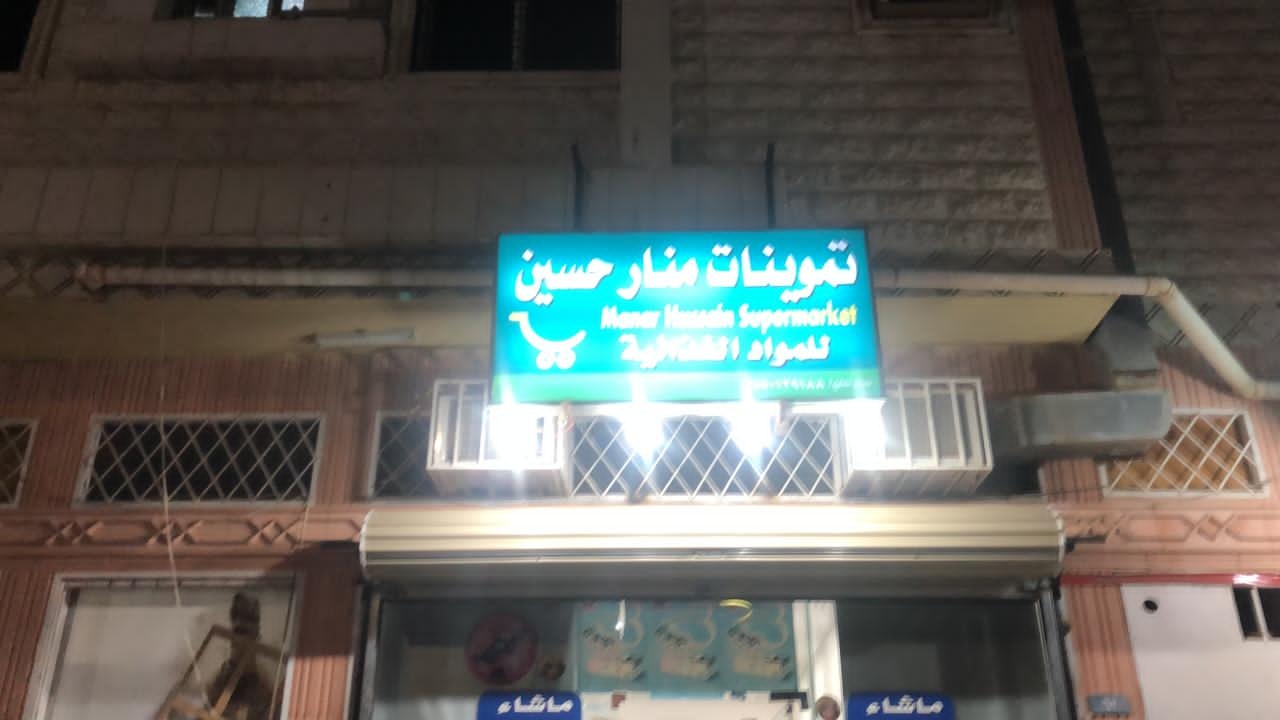 تموينات منار حسين
Manar Hussain Supermarket
للمواد الغذائية
ماشاء
ماشاء